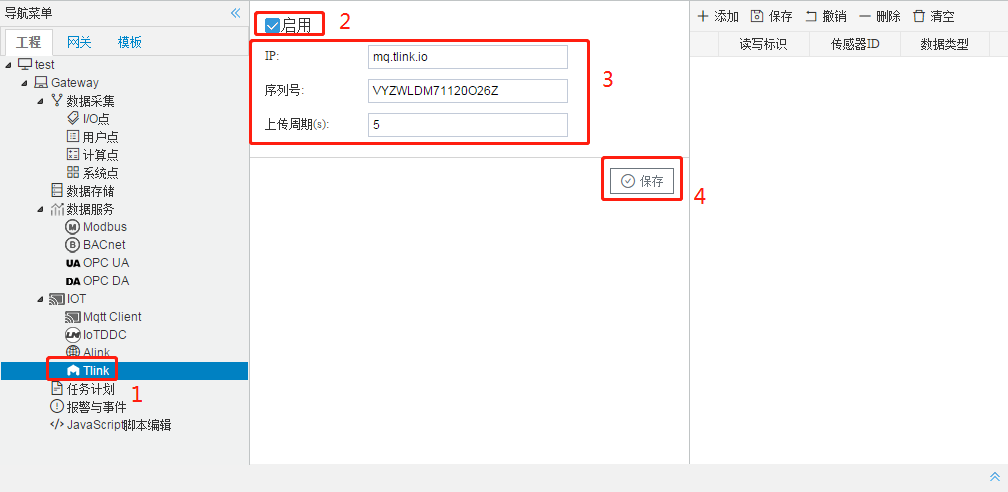 导航菜单
工程 网关 模板
test
Gateway
数据采集
I/O点
用户点
计算点
系统点
数据存储
数据服务
Modbus
BACnet
OPC UA
OPC DA
IOT
Mqtt Client
IoTDDC
Alink
Tlink
1
任务计划
报警与事件
JavaScript脚本编辑
启用 2
IP: mq.tlink.io
序列号: VYZWLDM71120O26Z
上传周期(s): 5
3
保存
4
添加 保存 撤销 删除 清空
读写标识 传感器ID 数据类型